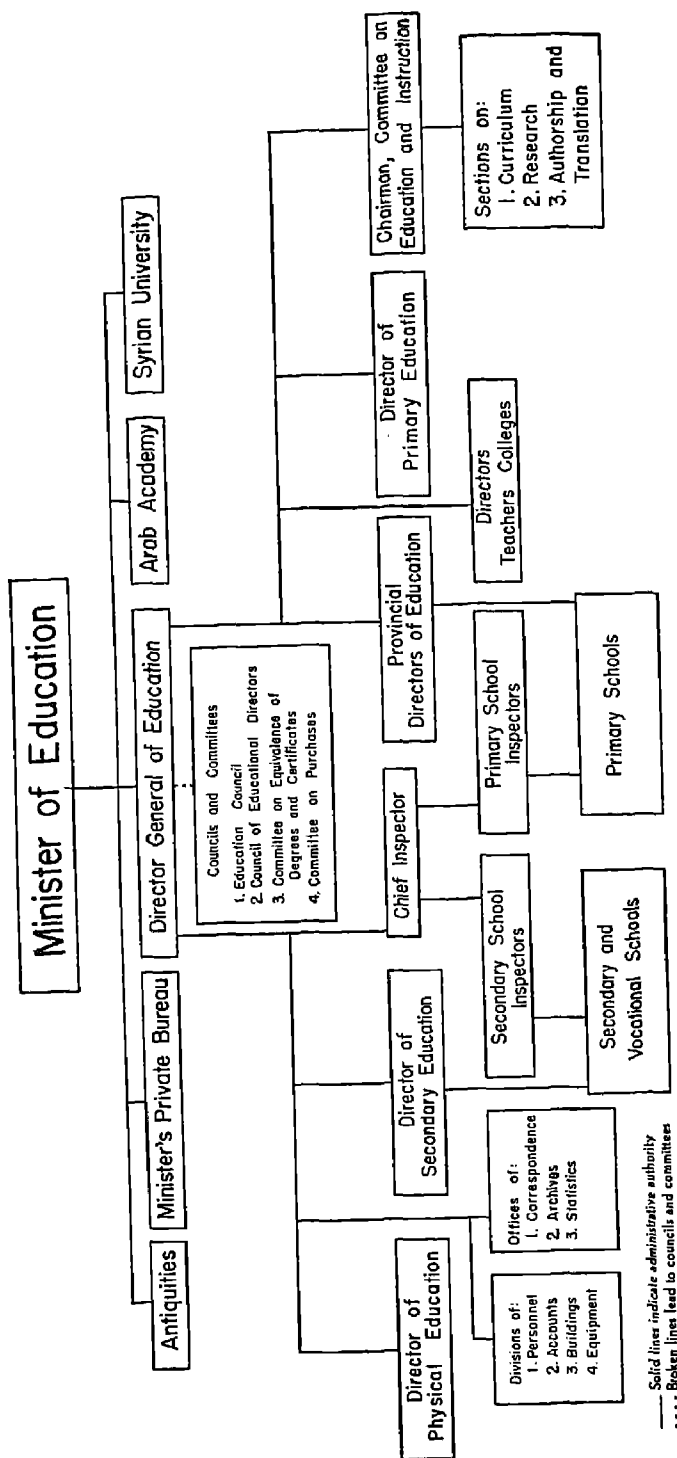 Minister of Education
Antiquities
Minister's Private Bureau
Director General of Education
Arab Academy
Syrian University
Councils and Committees
1. Education Council
2. Council of Educational Directors
3. Committee on Equivalence of
Degrees and Certificates
4. Committee on Purchases
Director of
Physical Education
Director of
Secondary Education
Chief Inspector
Provincial
Directors of Education
Director of
Primary Education
Chairman, Committee on
Education and Instruction
Divisions of:
1. Personnel
2. Accounts
3. Buildings
4. Equipment
Offices of:
1. Correspondence
2. Archives
3. Statistics
Secondary School
Inspectors
Primary School
Inspectors
Directors
Teachers Colleges
Sections on:
1. Curriculum
2. Research
3. Authorship and
Translation
Secondary and
Vocational Schools
Primary Schools
Solid lines indicate administrative authority
Broken lines lead to councils and committees